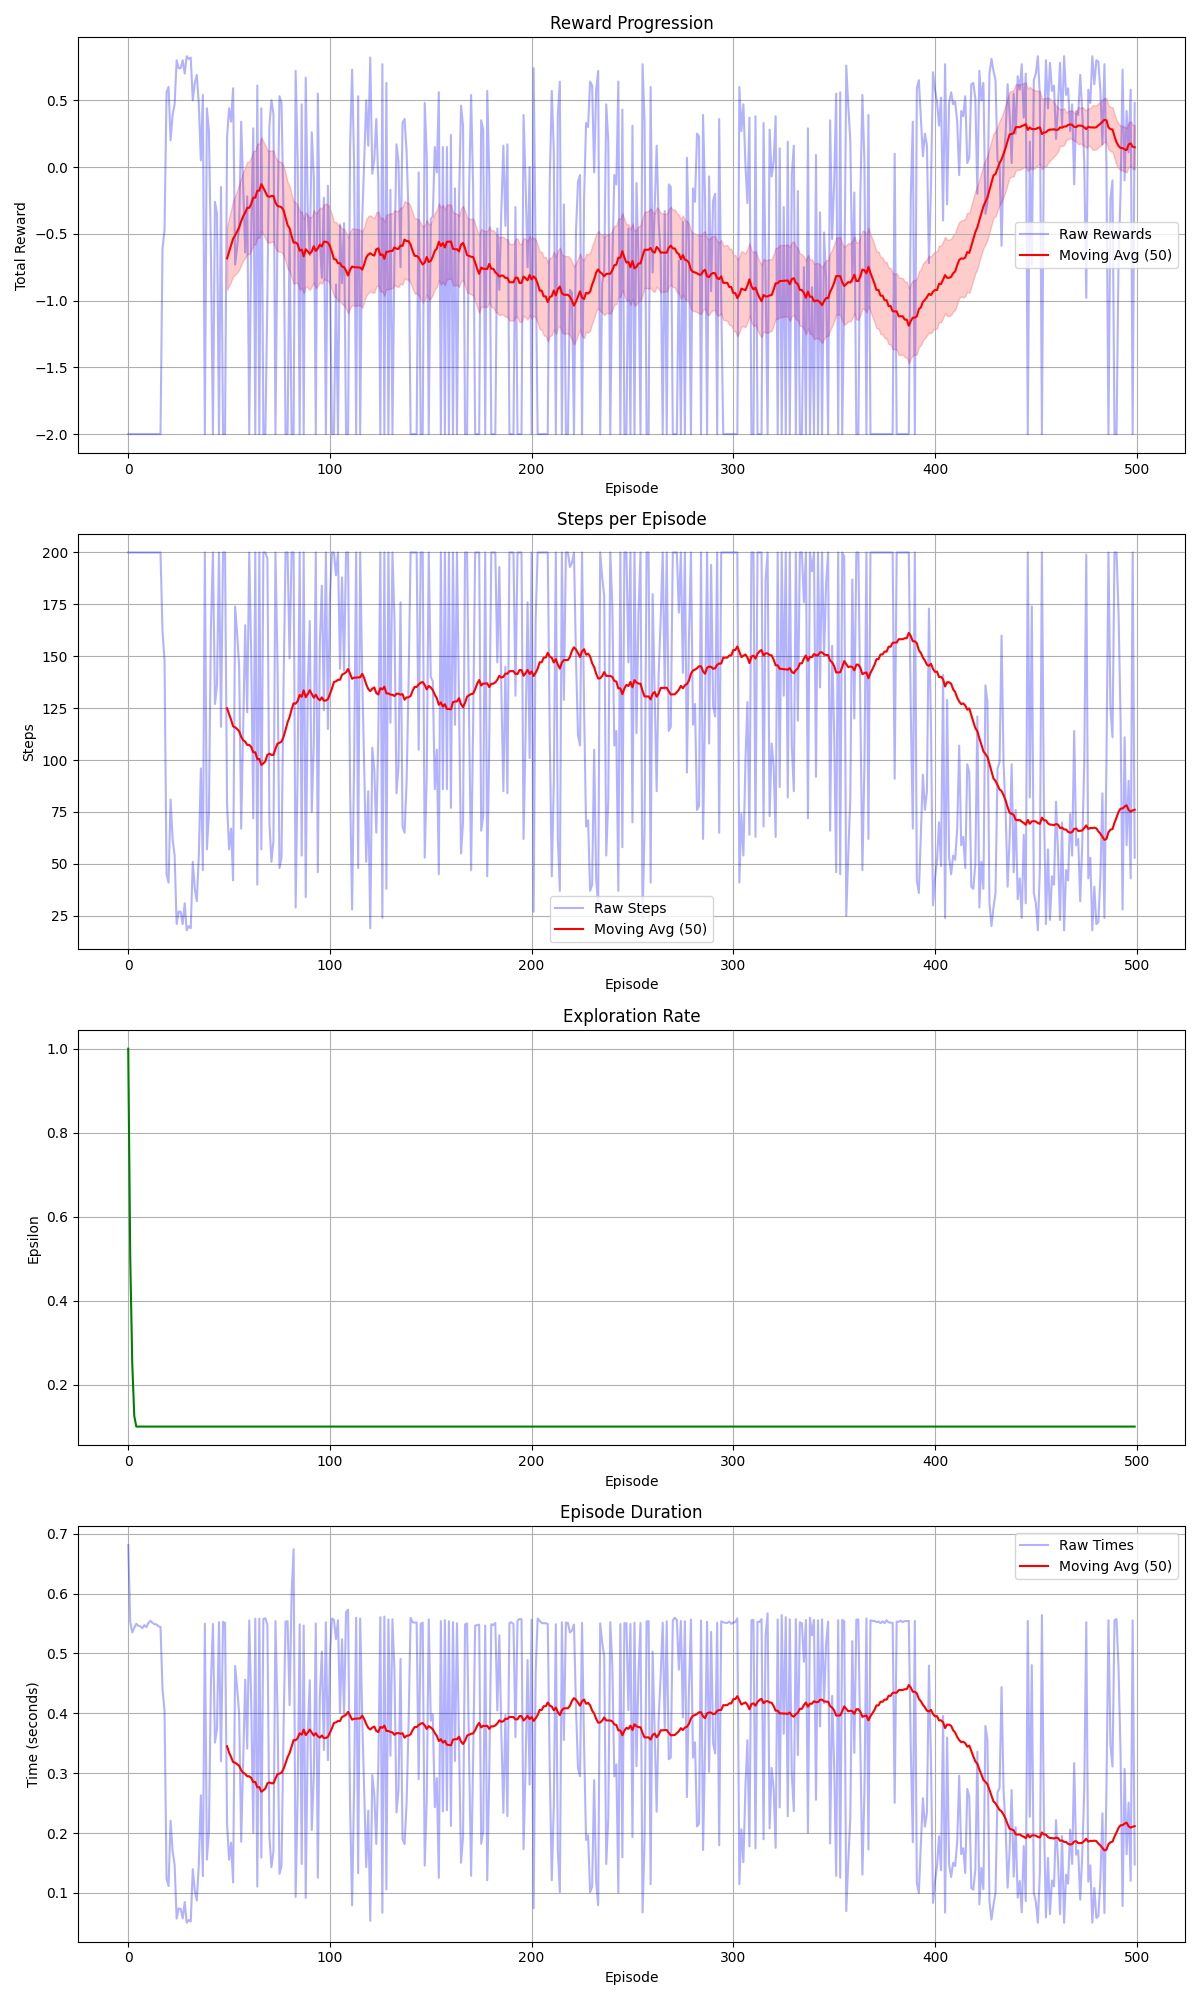 Reward Progression
Total Reward
0.5
0.0
−0.5
−1.0
−1.5
−2.0
Raw Rewards
Moving Avg (50)
0 100 200 300 400 500
Episode
Steps per Episode
Steps
200
175
150
125
100
75
50
25
Raw Steps
Moving Avg (50)
0 100 200 300 400 500
Episode
Exploration Rate
Epsilon
1.0
0.8
0.6
0.4
0.2
0 100 200 300 400 500
Episode
Episode Duration
Time (seconds)
0.7
0.6
0.5
0.4
0.3
0.2
0.1
Raw Times
Moving Avg (50)
0 100 200 300 400 500
Episode